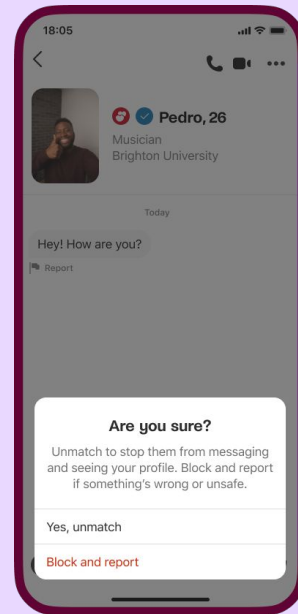 18:05
Pedro, 26
Musician
Brighton University
Today
Hey! How are you?
Report
Are you sure?
Unmatch to stop them from messaging
and seeing your profile. Block and report
if something's wrong or unsafe.
Yes, unmatch
Block and report